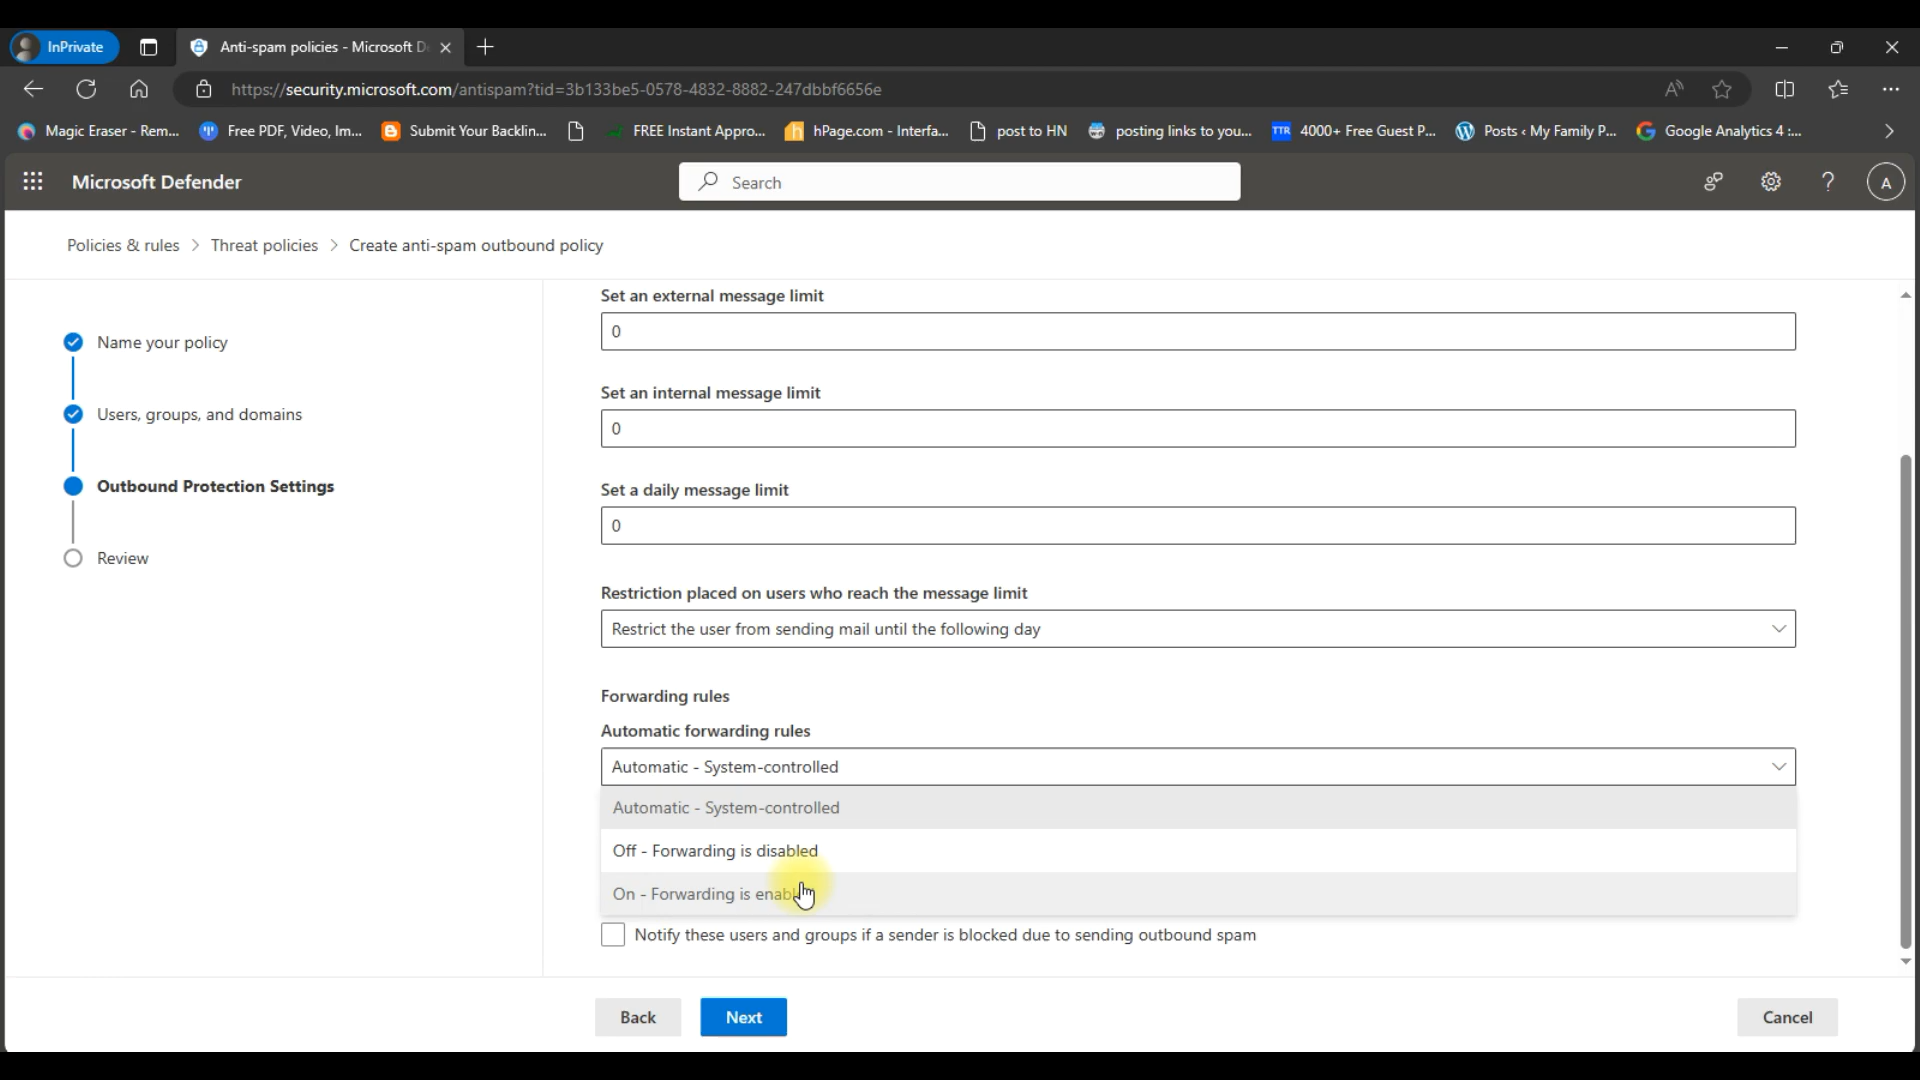 InPrivate
Anti-spam policies - Microsoft D
https://security.microsoft.com/antispam?tid=3b133be5-0578-4832-8882-247dbbf6656e
Magic Eraser - Rem... Free PDF, Video, Im... Submit Your Backlin... FREE Instant Appro... hPage.com - Interfa... post to HN posting links to you... TTR 4000+ Free Guest P... Posts ‹ My Family P... Google Analytics 4 :...
Microsoft Defender
Search
A
Policies & rules > Threat policies > Create anti-spam outbound policy
Name your policy
Users, groups, and domains
Outbound Protection Settings
Review
Set an external message limit
0
Set an internal message limit
0
Set a daily message limit
0
Restriction placed on users who reach the message limit
Restrict the user from sending mail until the following day
Forwarding rules
Automatic forwarding rules
Automatic - System-controlled
Automatic - System-controlled
Off - Forwarding is disabled
On - Forwarding is enabl
Notify these users and groups if a sender is blocked due to sending outbound spam
Back
Next
Cancel